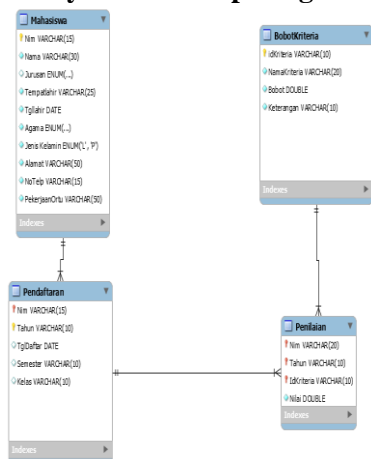 Mahasiswa
Nim VARCHAR(15)
Nama VARCHAR(30)
Jurusan ENUM(...)
Tempatlahir VARCHAR(25)
Tgllahir DATE
Agama ENUM(...)
Jenis Kelamin ENUM('L', 'P')
Alamat VARCHAR(50)
NoTelp VARCHAR(15)
PekerjaanOrtu VARCHAR(50)
Indexes
BobotKriteria
idKriteria VARCHAR(10)
NamaKriteria VARCHAR(20)
Bobot DOUBLE
Keterangan VARCHAR(10)
Indexes
Pendaftaran
Nim VARCHAR(15)
Tahun VARCHAR(10)
TglDaftar DATE
Semester VARCHAR(10)
Kelas VARCHAR(10)
Indexes
Penilaian
Nim VARCHAR(20)
Tahun VARCHAR(10)
IdKriteria VARCHAR(10)
Nilai DOUBLE
Indexes